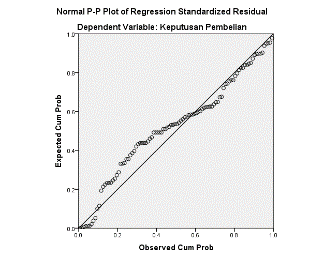 Normal P-P Plot of Regression Standardized Residual
Dependent Variable: Keputusan Pembelian
1.0
0.8
0.6
0.4
0.2
0.0
Expected Cum Prob
0.0 0.2 0.4 0.6 0.8 1.0
Observed Cum Prob